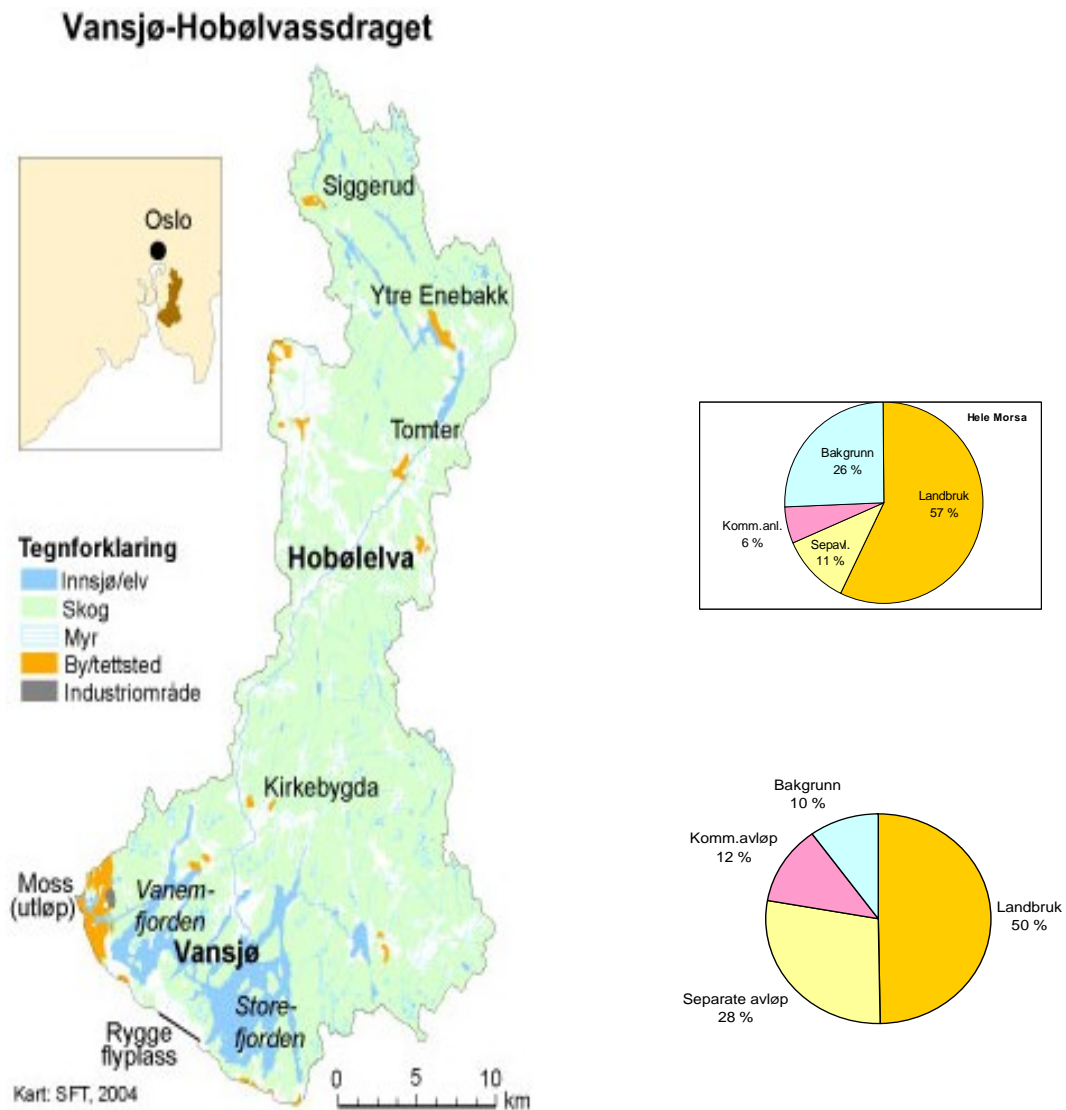 Vansjø-Hobølvassdraget
Oslo
Siggerud
Ytre Enebakk
Tomter
Hobølelva
Tegnforklaring
Innsjø/elv
Skog
Myr
By/tettsted
Industriområde
Kirkebygda
Moss
(utløp)
Vanem-
fjorden
Vansjø
Store-
fjorden
Rygge
flyplass
Kart: SFT, 2004
0 5 10
km
Hele Morsa
Bakgrunn
26 %
Landbruk
57 %
Komm.anl.
6 %
Sepavl.
11 %
Bakgrunn
10 %
Komm.avløp
12 %
Landbruk
50 %
Separate avløp
28 %